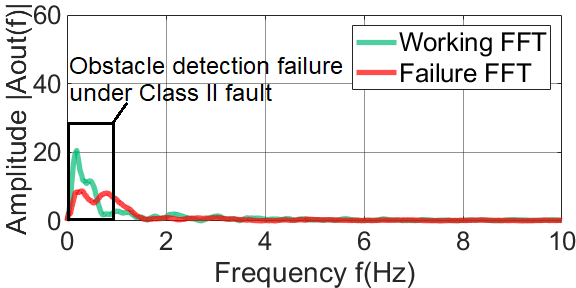 60
40
20
0
Amplitude |Aout(f)|
Obstacle detection failure
under Class II fault
Working FFT
Failure FFT
0 2 4 6 8 10
Frequency f(Hz)